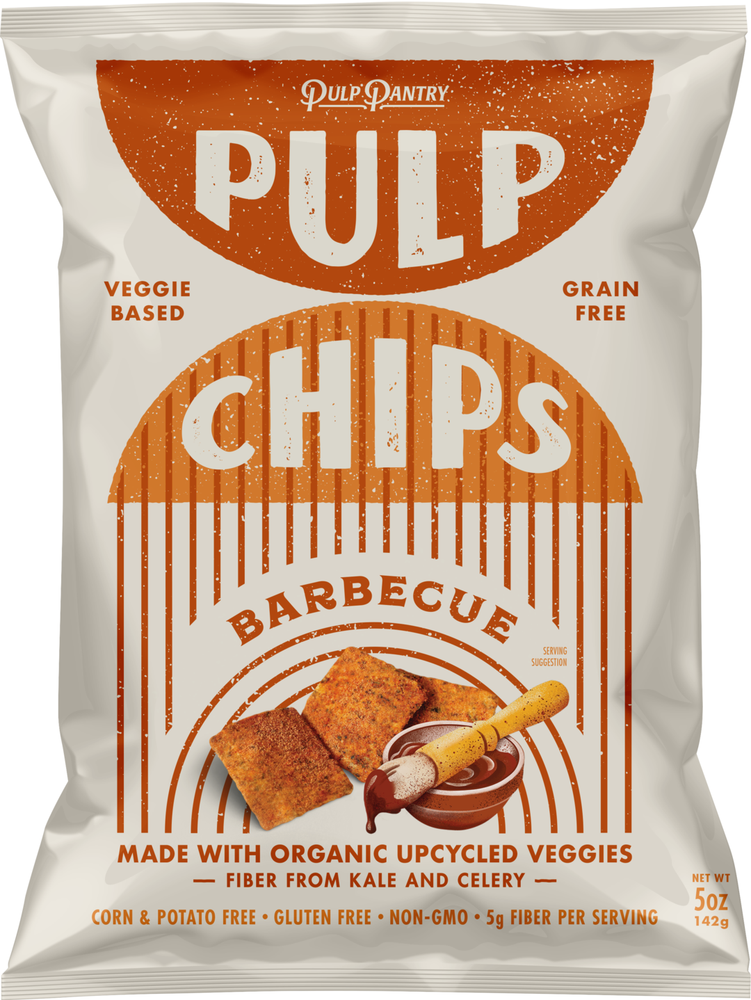 PULP PANTRY
PULP
VEGGIE
BASED
GRAIN
FREE
CHIPS
BARBECUE
SERVING
SUGGESTION
MADE WITH ORGANIC UPCYCLED VEGGIES
— FIBER FROM KALE AND CELERY —
CORN & POTATO FREE • GLUTEN FREE • NON-GMO • 5g FIBER PER SERVING
NET WT
5OZ
142g